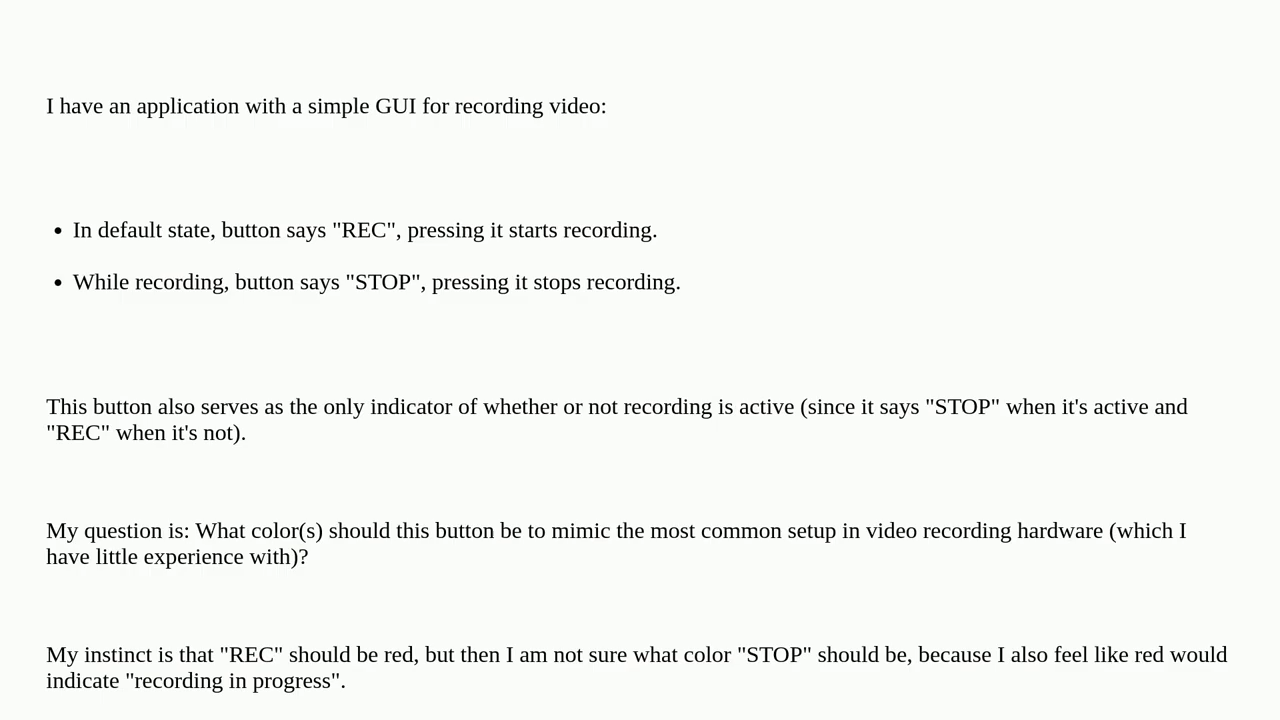 I have an application with a simple GUI for recording video:
• In default state, button says "REC", pressing it starts recording.
• While recording, button says "STOP", pressing it stops recording.
This button also serves as the only indicator of whether or not recording is active (since it says "STOP" when it's active and
"REC" when it's not).
My question is: What color(s) should this button be to mimic the most common setup in video recording hardware (which I
have little experience with)?
My instinct is that "REC" should be red, but then I am not sure what color "STOP" should be, because I also feel like red would
indicate "recording in progress".